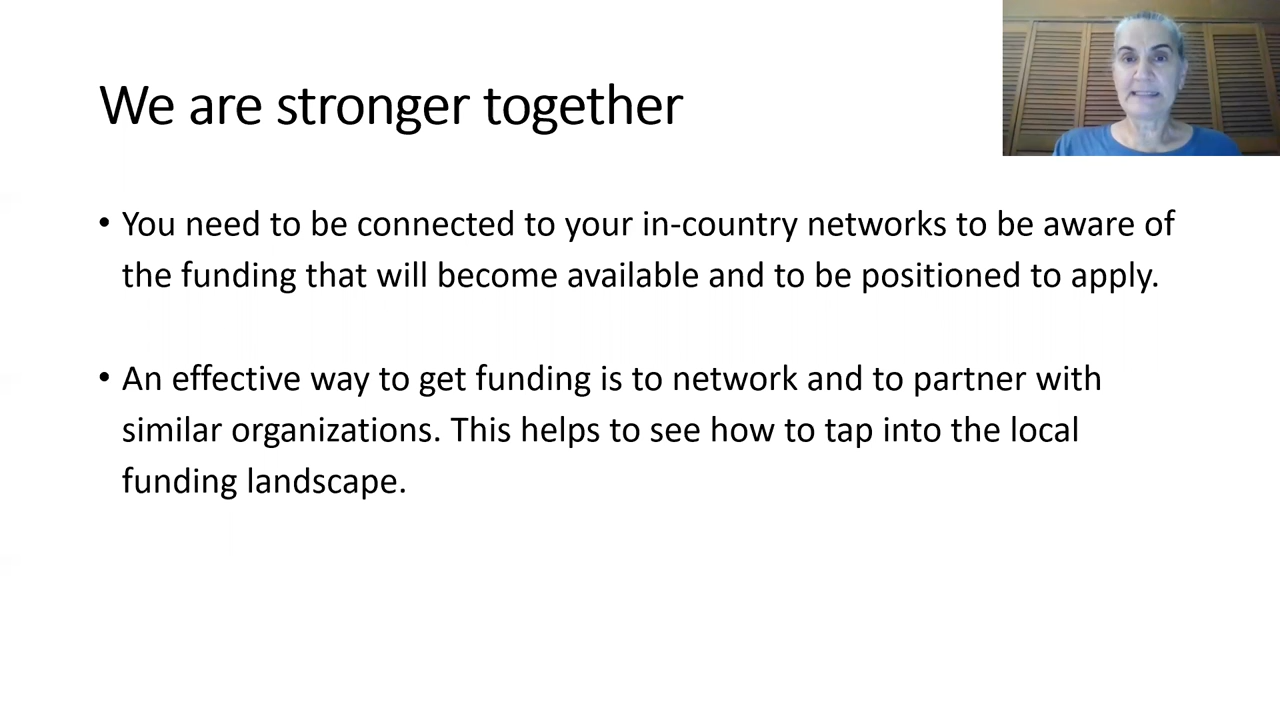 We are stronger together
• You need to be connected to your in-country networks to be aware of
the funding that will become available and to be positioned to apply.
• An effective way to get funding is to network and to partner with
similar organizations. This helps to see how to tap into the local
funding landscape.